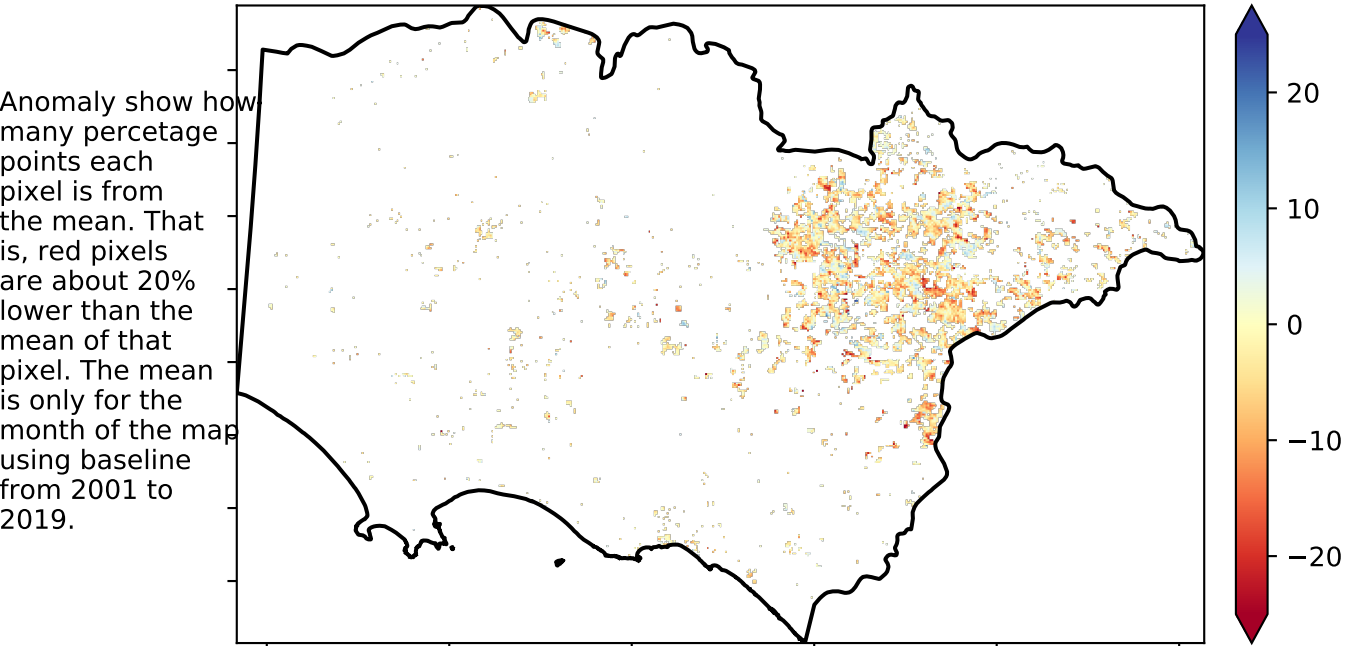 Anomaly show how
many percetage
points each
pixel is from
the mean. That
is, red pixels
are about 20%
lower than the
mean of that
pixel. The mean
is only for the
month of the map
using baseline
from 2001 to
2019.
20
10
0
−10
−20